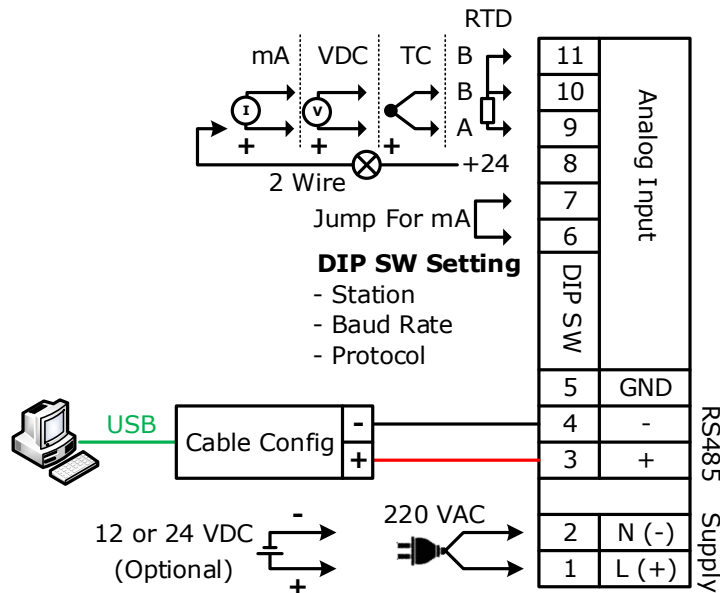 RTD
mA VDC TC B 11
B 10
I V A 9
+ + + +24 8
2 Wire
Jump For mA 7
6
Analog Input
DIP SW Setting
- Station
- Baud Rate
- Protocol
DIP SW
5 GND
USB Cable Config - 4 -
+ 3 +
RS485
12 or 24 VDC - 220 VAC 2 N (-)
(Optional) + 1 L (+)
Supply